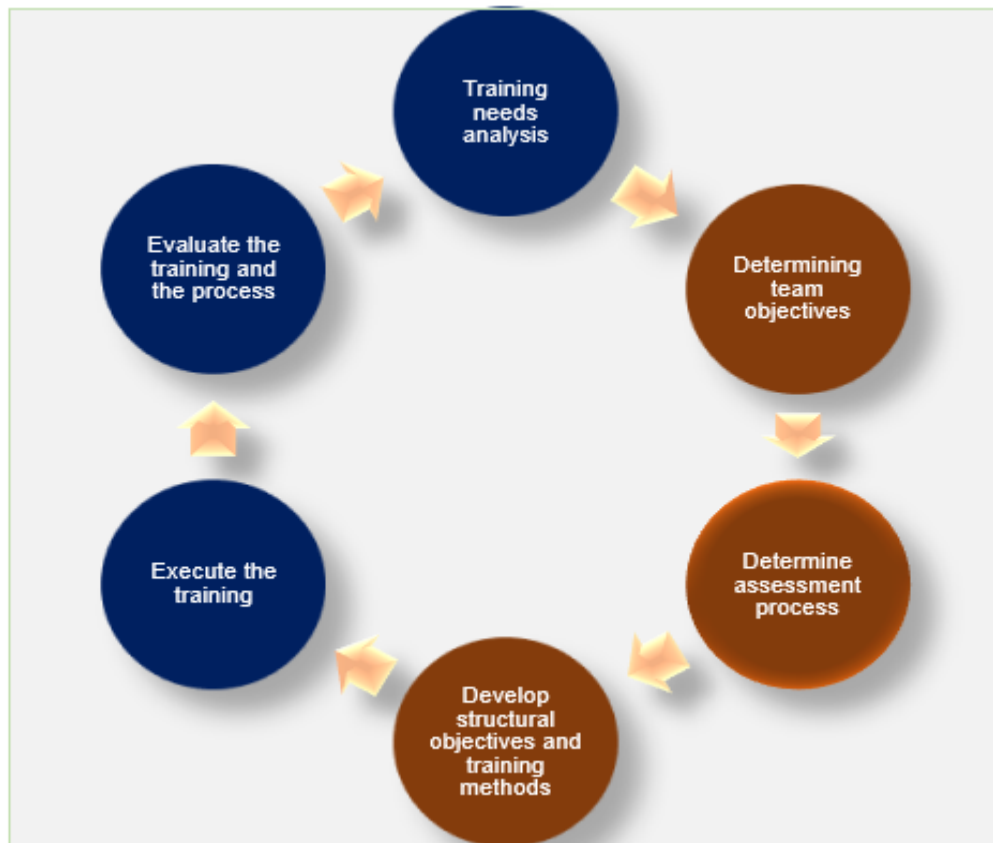 Training
needs
analysis
Determining
team
objectives
Determine
assessment
process
Develop
structural
objectives and
training
methods
Execute the
training
Evaluate the
training and
the process